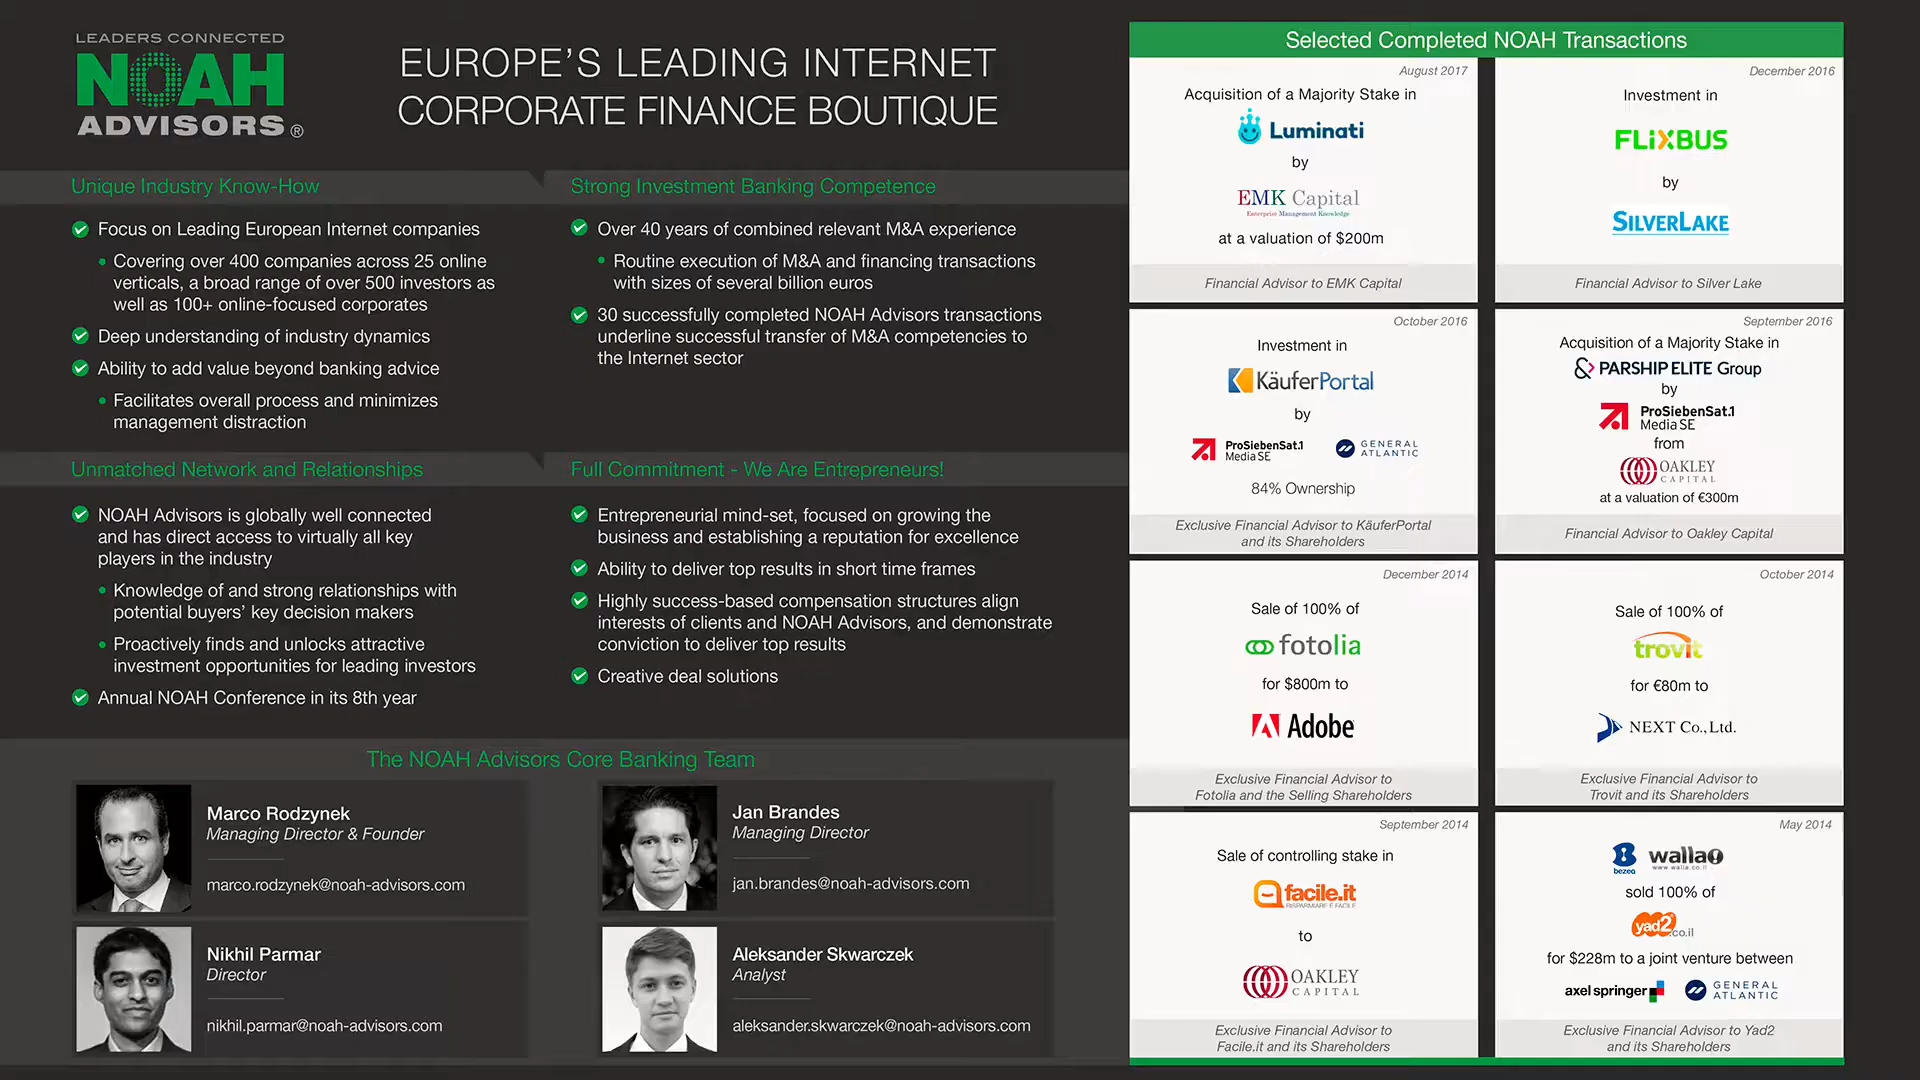 LEADERS CONNECTED
NOAH
ADVISORS®
EUROPE'S LEADING INTERNET
CORPORATE FINANCE BOUTIQUE
Unique Industry Know-How
Focus on Leading European Internet companies
Covering over 400 companies across 25 online
verticals, a broad range of over 500 investors as
well as 100+ online-focused corporates
Deep understanding of industry dynamics
Ability to add value beyond banking advice
Facilitates overall process and minimizes
management distraction
Strong Investment Banking Competence
Over 40 years of combined relevant M&A experience
Routine execution of M&A and financing transactions
with sizes of several billion euros
30 successfully completed NOAH Advisors transactions
underline successful transfer of M&A competencies to
the Internet sector
Unmatched Network and Relationships
NOAH Advisors is globally well connected
and has direct access to virtually all key
players in the industry
Knowledge of and strong relationships with
potential buyers' key decision makers
Proactively finds and unlocks attractive
investment opportunities for leading investors
Annual NOAH Conference in its 8th year
Full Commitment - We Are Entrepreneurs!
Entrepreneurial mind-set, focused on growing the
business and establishing a reputation for excellence
Ability to deliver top results in short time frames
Highly success-based compensation structures align
interests of clients and NOAH Advisors, and demonstrate
conviction to deliver top results
Creative deal solutions
The NOAH Advisors Core Banking Team
Marco Rodzynek
Managing Director & Founder
marco.rodzynek@noah-advisors.com
Jan Brandes
Managing Director
jan.brandes@noah-advisors.com
Nikhil Parmar
Director
nikhil.parmar@noah-advisors.com
Aleksander Skwarczek
Analyst
aleksander.skwarczek@noah-advisors.com
Selected Completed NOAH Transactions
August 2017
Acquisition of a Majority Stake in
Luminati
by
EMK Capital
Enterprise Management Knowledge
at a valuation of $200m
Financial Advisor to EMK Capital
December 2016
Investment in
FLiXBUS
by
SILVERLAKE
Financial Advisor to Silver Lake
October 2016
Investment in
KäuferPortal
by
ProSiebenSat.1
Media SE
GENERAL
ATLANTIC
84% Ownership
Exclusive Financial Advisor to KäuferPortal
and its Shareholders
September 2016
Acquisition of a Majority Stake in
PARSHIP ELITE Group
by
ProSiebenSat.1
Media SE
from
OAKLEY
CAPITAL
at a valuation of €300m
Financial Advisor to Oakley Capital
December 2014
Sale of 100% of
fotolia
for $800m to
Adobe
Exclusive Financial Advisor to
Fotolia and the Selling Shareholders
October 2014
Sale of 100% of
trovit
for €80m to
NEXT Co., Ltd.
Exclusive Financial Advisor to
Trovit and its Shareholders
September 2014
Sale of controlling stake in
facile.it
RISPARMIARE È FACILE
to
OAKLEY
CAPITAL
Exclusive Financial Advisor to
Facile.it and its Shareholders
May 2014
bezeq
walla!
www.walla.co.il
sold 100% of
yad2.co.il
for $228m to a joint venture between
axel springer
GENERAL
ATLANTIC
Exclusive Financial Advisor to Yad2
and its Shareholders